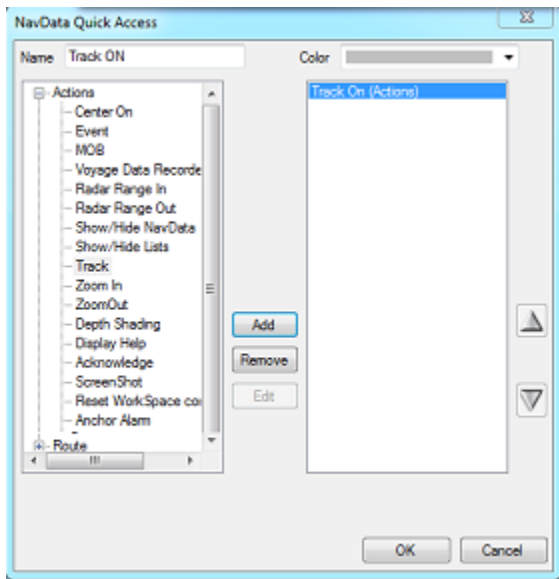 NavData Quick Access
Name Track ON Color
Actions
Center On
Event
MOB
Voyage Data Recorde
Radar Range In
Radar Range Out
Show/Hide NavData
Show/Hide Lists
Track
Zoom In
ZoomOut
Depth Shading
Display Help
Acknowledge
ScreenShot
Reset WorkSpace co
Anchor Alarm
Route
Track On (Actions)
Add
Remove
Edit
OK Cancel